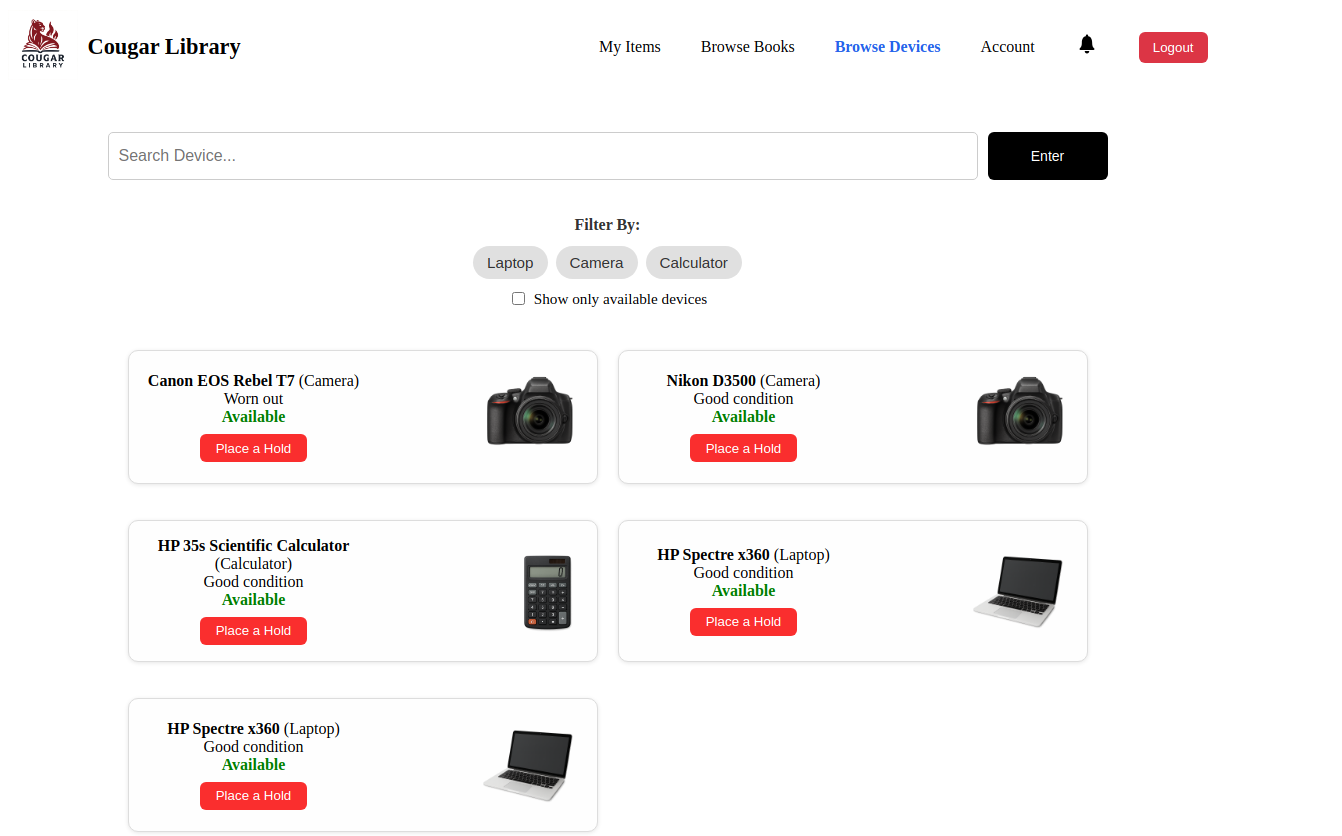 COUGAR
LIBRARY
Cougar Library
My Items
Browse Books
Browse Devices
Account
Logout
Search Device...
Enter
Filter By:
Laptop
Camera
Calculator
Show only available devices
Canon EOS Rebel T7 (Camera)
Worn out
Available
Place a Hold
Nikon D3500 (Camera)
Good condition
Available
Place a Hold
HP 35s Scientific Calculator
(Calculator)
Good condition
Available
Place a Hold
HP Spectre x360 (Laptop)
Good condition
Available
Place a Hold
HP Spectre x360 (Laptop)
Good condition
Available
Place a Hold